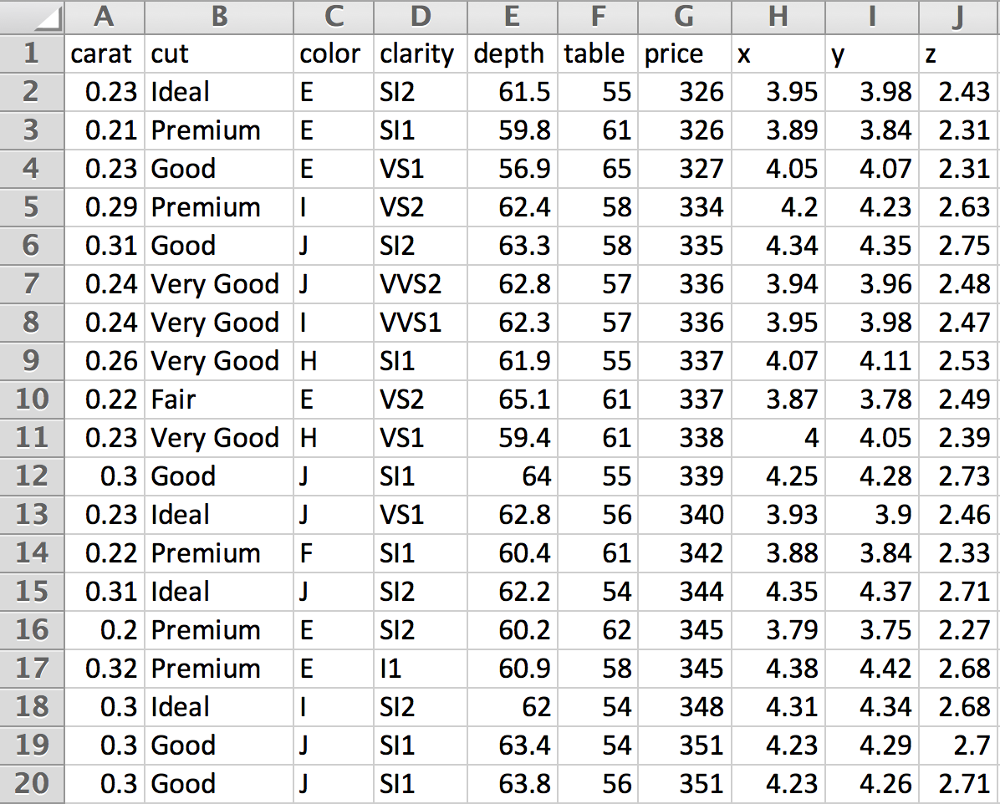 A B C D E F G H I J
1 carat cut color clarity depth table price x y z
2 0.23 Ideal E SI2 61.5 55 326 3.95 3.98 2.43
3 0.21 Premium E SI1 59.8 61 326 3.89 3.84 2.31
4 0.23 Good E VS1 56.9 65 327 4.05 4.07 2.31
5 0.29 Premium I VS2 62.4 58 334 4.2 4.23 2.63
6 0.31 Good J SI2 63.3 58 335 4.34 4.35 2.75
7 0.24 Very Good J VVS2 62.8 57 336 3.94 3.96 2.48
8 0.24 Very Good I VVS1 62.3 57 336 3.95 3.98 2.47
9 0.26 Very Good H SI1 61.9 55 337 4.07 4.11 2.53
10 0.22 Fair E VS2 65.1 61 337 3.87 3.78 2.49
11 0.23 Very Good H VS1 59.4 61 338 4 4.05 2.39
12 0.3 Good J SI1 64 55 339 4.25 4.28 2.73
13 0.23 Ideal J VS1 62.8 56 340 3.93 3.9 2.46
14 0.22 Premium F SI1 60.4 61 342 3.88 3.84 2.33
15 0.31 Ideal J SI2 62.2 54 344 4.35 4.37 2.71
16 0.2 Premium E SI2 60.2 62 345 3.79 3.75 2.27
17 0.32 Premium E I1 60.9 58 345 4.38 4.42 2.68
18 0.3 Ideal I SI2 62 54 348 4.31 4.34 2.68
19 0.3 Good J SI1 63.4 54 351 4.23 4.29 2.7
20 0.3 Good J SI1 63.8 56 351 4.23 4.26 2.71